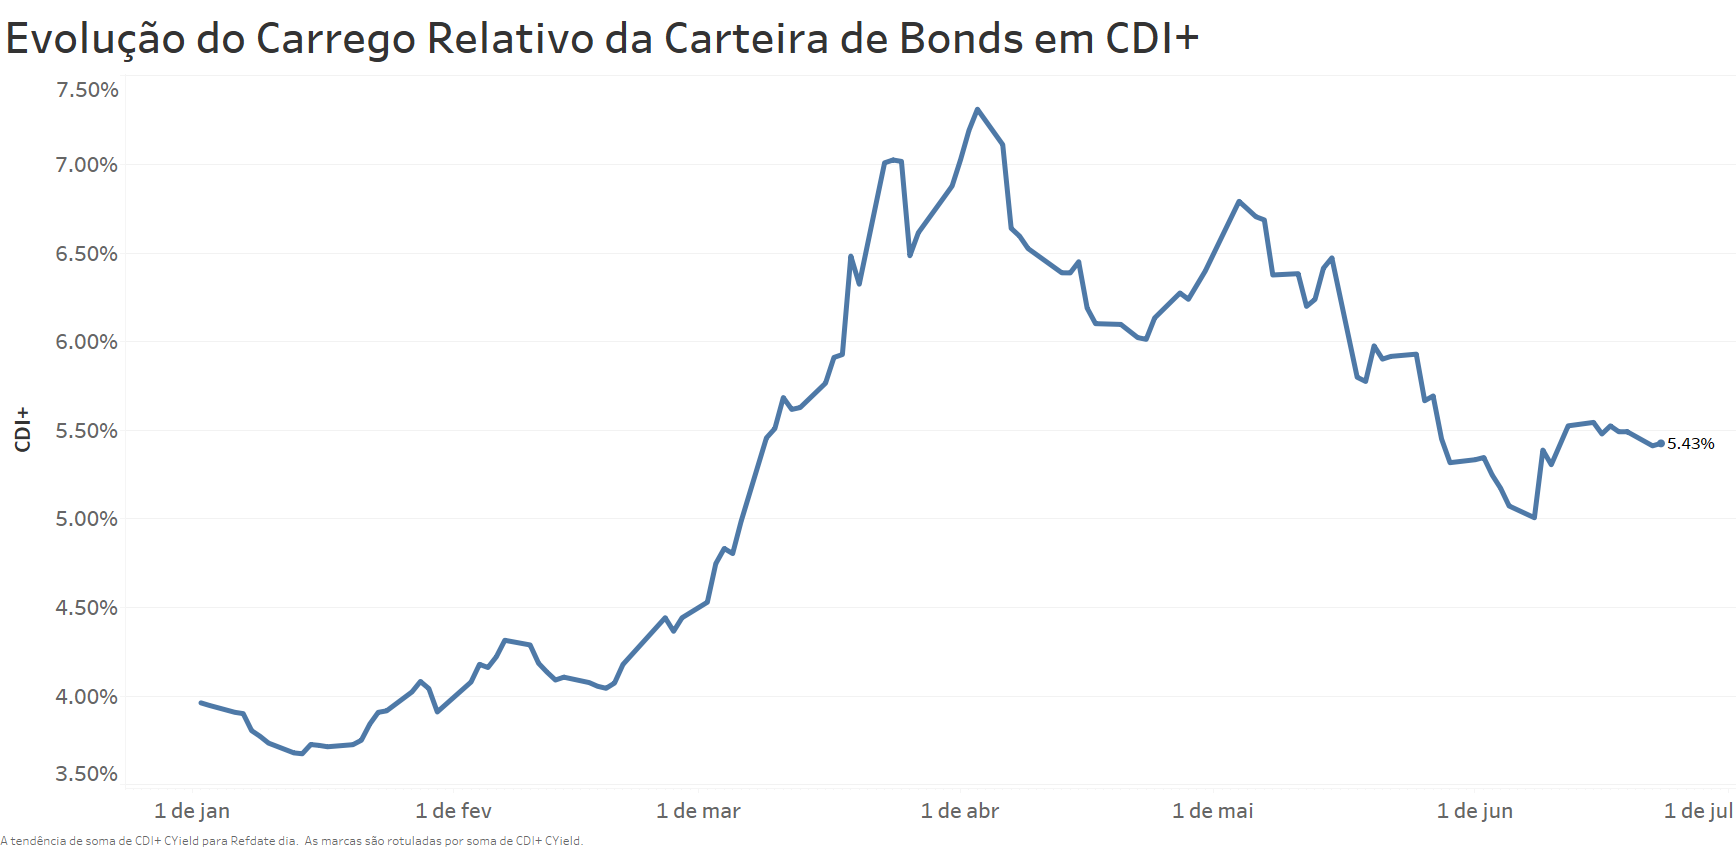 Evolução do Carrego Relativo da Carteira de Bonds em CDI+
7.50%
7.00%
6.50%
6.00%
5.50%
5.00%
4.50%
4.00%
3.50%
CDI+
5.43%
1 de jan
1 de fev
1 de mar
1 de abr
1 de mai
1 de jun
1 de jul
A tendência de soma de CDI+ CYield para Refdate dia.  As marcas são rotuladas por soma de CDI+ CYield.